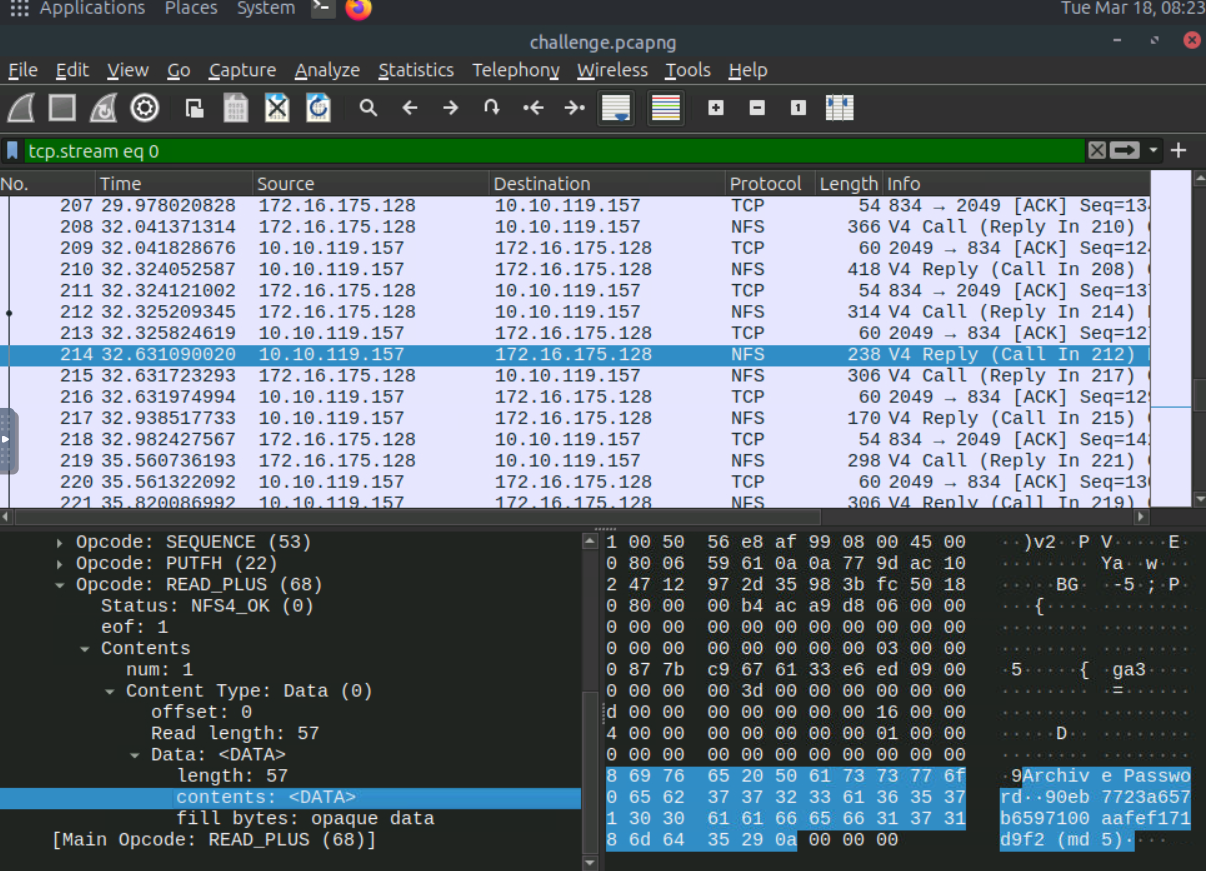 Applications Places System Tue Mar 18, 08:23
challenge.pcapng
File Edit View Go Capture Analyze Statistics Telephony Wireless Tools Help
tcp.stream eq 0
No. Time Source Destination Protocol Length Info
207 29.978020828 172.16.175.128 10.10.119.157 TCP 54 834 → 2049 [ACK] Seq=134
208 32.041371314 172.16.175.128 10.10.119.157 NFS 366 V4 Call (Reply In 210)
209 32.041828676 10.10.119.157 172.16.175.128 TCP 60 2049 → 834 [ACK] Seq=124
210 32.324052587 10.10.119.157 172.16.175.128 NFS 418 V4 Reply (Call In 208)
211 32.324121002 172.16.175.128 10.10.119.157 TCP 54 834 → 2049 [ACK] Seq=137
212 32.325209345 172.16.175.128 10.10.119.157 NFS 314 V4 Call (Reply In 214)
213 32.325824619 10.10.119.157 172.16.175.128 TCP 60 2049 → 834 [ACK] Seq=127
214 32.631090020 10.10.119.157 172.16.175.128 NFS 238 V4 Reply (Call In 212)
215 32.631723293 172.16.175.128 10.10.119.157 NFS 306 V4 Call (Reply In 217)
216 32.631974994 10.10.119.157 172.16.175.128 TCP 60 2049 → 834 [ACK] Seq=129
217 32.938517733 10.10.119.157 172.16.175.128 NFS 170 V4 Reply (Call In 215)
218 32.982427567 172.16.175.128 10.10.119.157 TCP 54 834 → 2049 [ACK] Seq=142
219 35.560736193 172.16.175.128 10.10.119.157 NFS 298 V4 Call (Reply In 221)
220 35.561322092 10.10.119.157 172.16.175.128 TCP 60 2049 → 834 [ACK] Seq=130
221 35.820086992 10.10.119.157 172.16.175.128 NFS 306 V4 Reply (Call In 219)
Opcode: SEQUENCE (53)
Opcode: PUTFH (22)
Opcode: READ_PLUS (68)
Status: NFS4_OK (0)
eof: 1
Contents
num: 1
Content Type: Data (0)
offset: 0
Read length: 57
Data: <DATA>
length: 57
contents: <DATA>
fill bytes: opaque data
[Main Opcode: READ_PLUS (68)]
1 00 50 56 e8 af 99 08 00 45 00 ··)v2··P V·····E·
0 80 06 59 61 0a 0a 77 9d ac 10 ········ Ya··w···
2 47 12 97 2d 35 98 3b fc 50 18 ·····BG· ·-5·;·P·
0 80 00 00 b4 ac a9 d8 06 00 00 ···{···· ········
0 00 00 00 00 00 00 00 00 00 00 ········ ········
0 00 00 00 00 00 00 00 03 00 00 ········ ········
0 87 7b c9 67 61 33 e6 ed 09 00 ·5·····{ ·ga3····
0 00 00 00 3d 00 00 00 00 00 00 ········ ·=······
d 00 00 00 00 00 00 00 16 00 00 ········ ········
4 00 00 00 00 00 00 00 01 00 00 ·····D·· ········
0 00 00 00 00 00 00 00 00 00 00 ········ ········
8 69 76 65 20 50 61 73 73 77 6f ·9Archiv e Passwo
0 65 62 37 37 32 33 61 36 35 37 rd··90eb 7723a657
1 30 30 61 61 66 65 66 31 37 31 b6597100 aafef171
8 6d 64 35 29 0a 00 00 00 d9f2 (md 5)·····